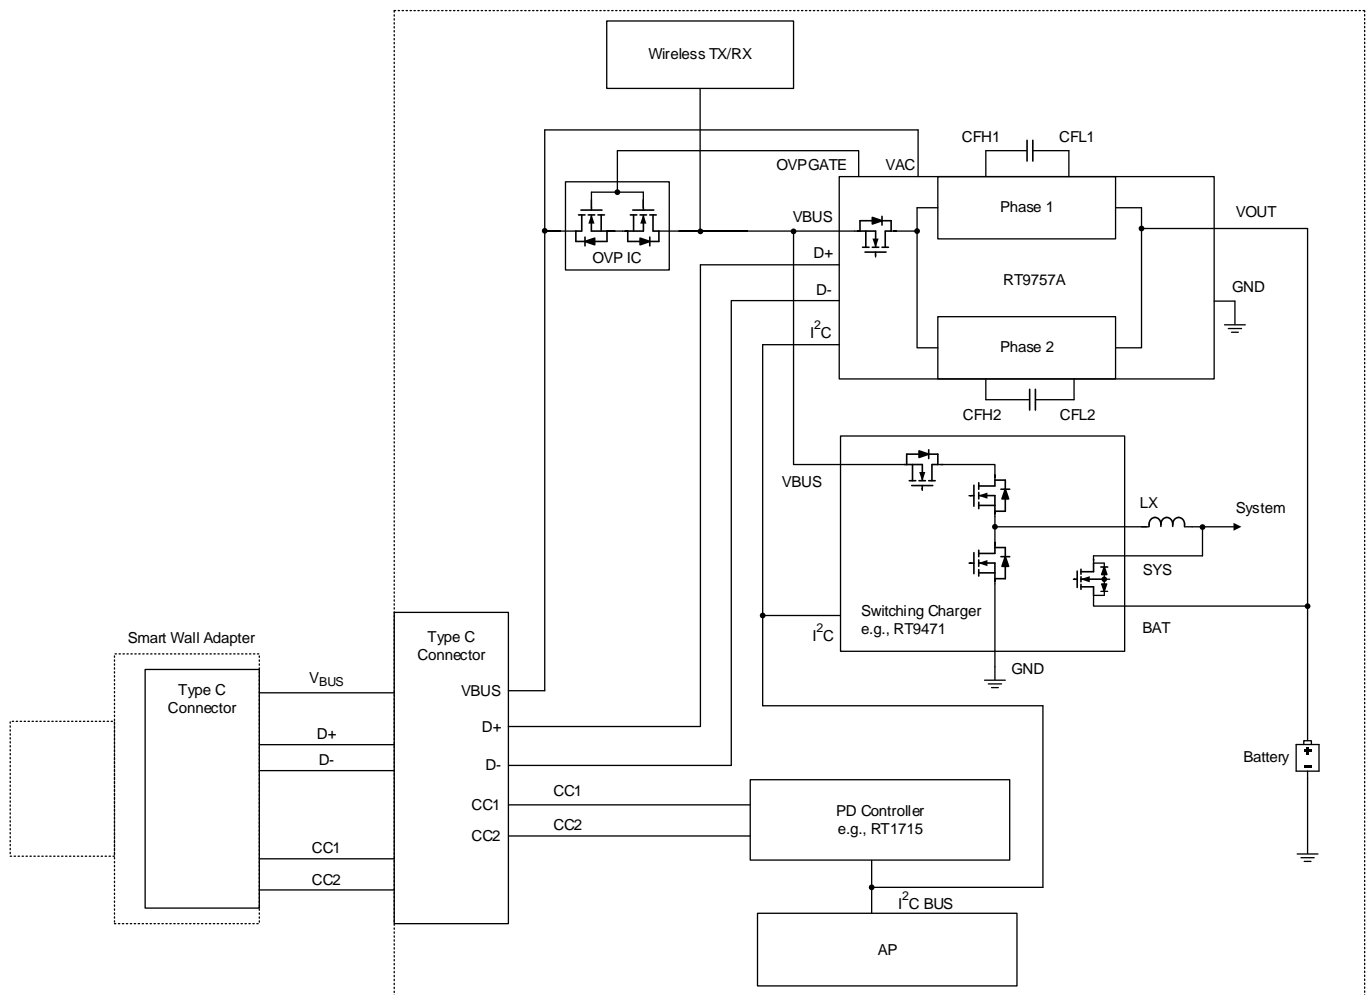 Wireless TX/RX
CFH1
CFL1
OVPGATE
VAC
Phase 1
VBUS
VOUT
OVP IC
D+
RT9757A
D-
GND
I²C
Phase 2
CFH2
CFL2
VBUS
LX
System
SYS
Switching Charger
e.g., RT9471
I²C
BAT
GND
Smart Wall Adapter
Type C
Connector
Type C
Connector
VBUS
VBUS
D+
D+
D-
D-
Battery
CC1
CC1
CC2
CC2
PD Controller
e.g., RT1715
CC1
CC2
I²C BUS
AP